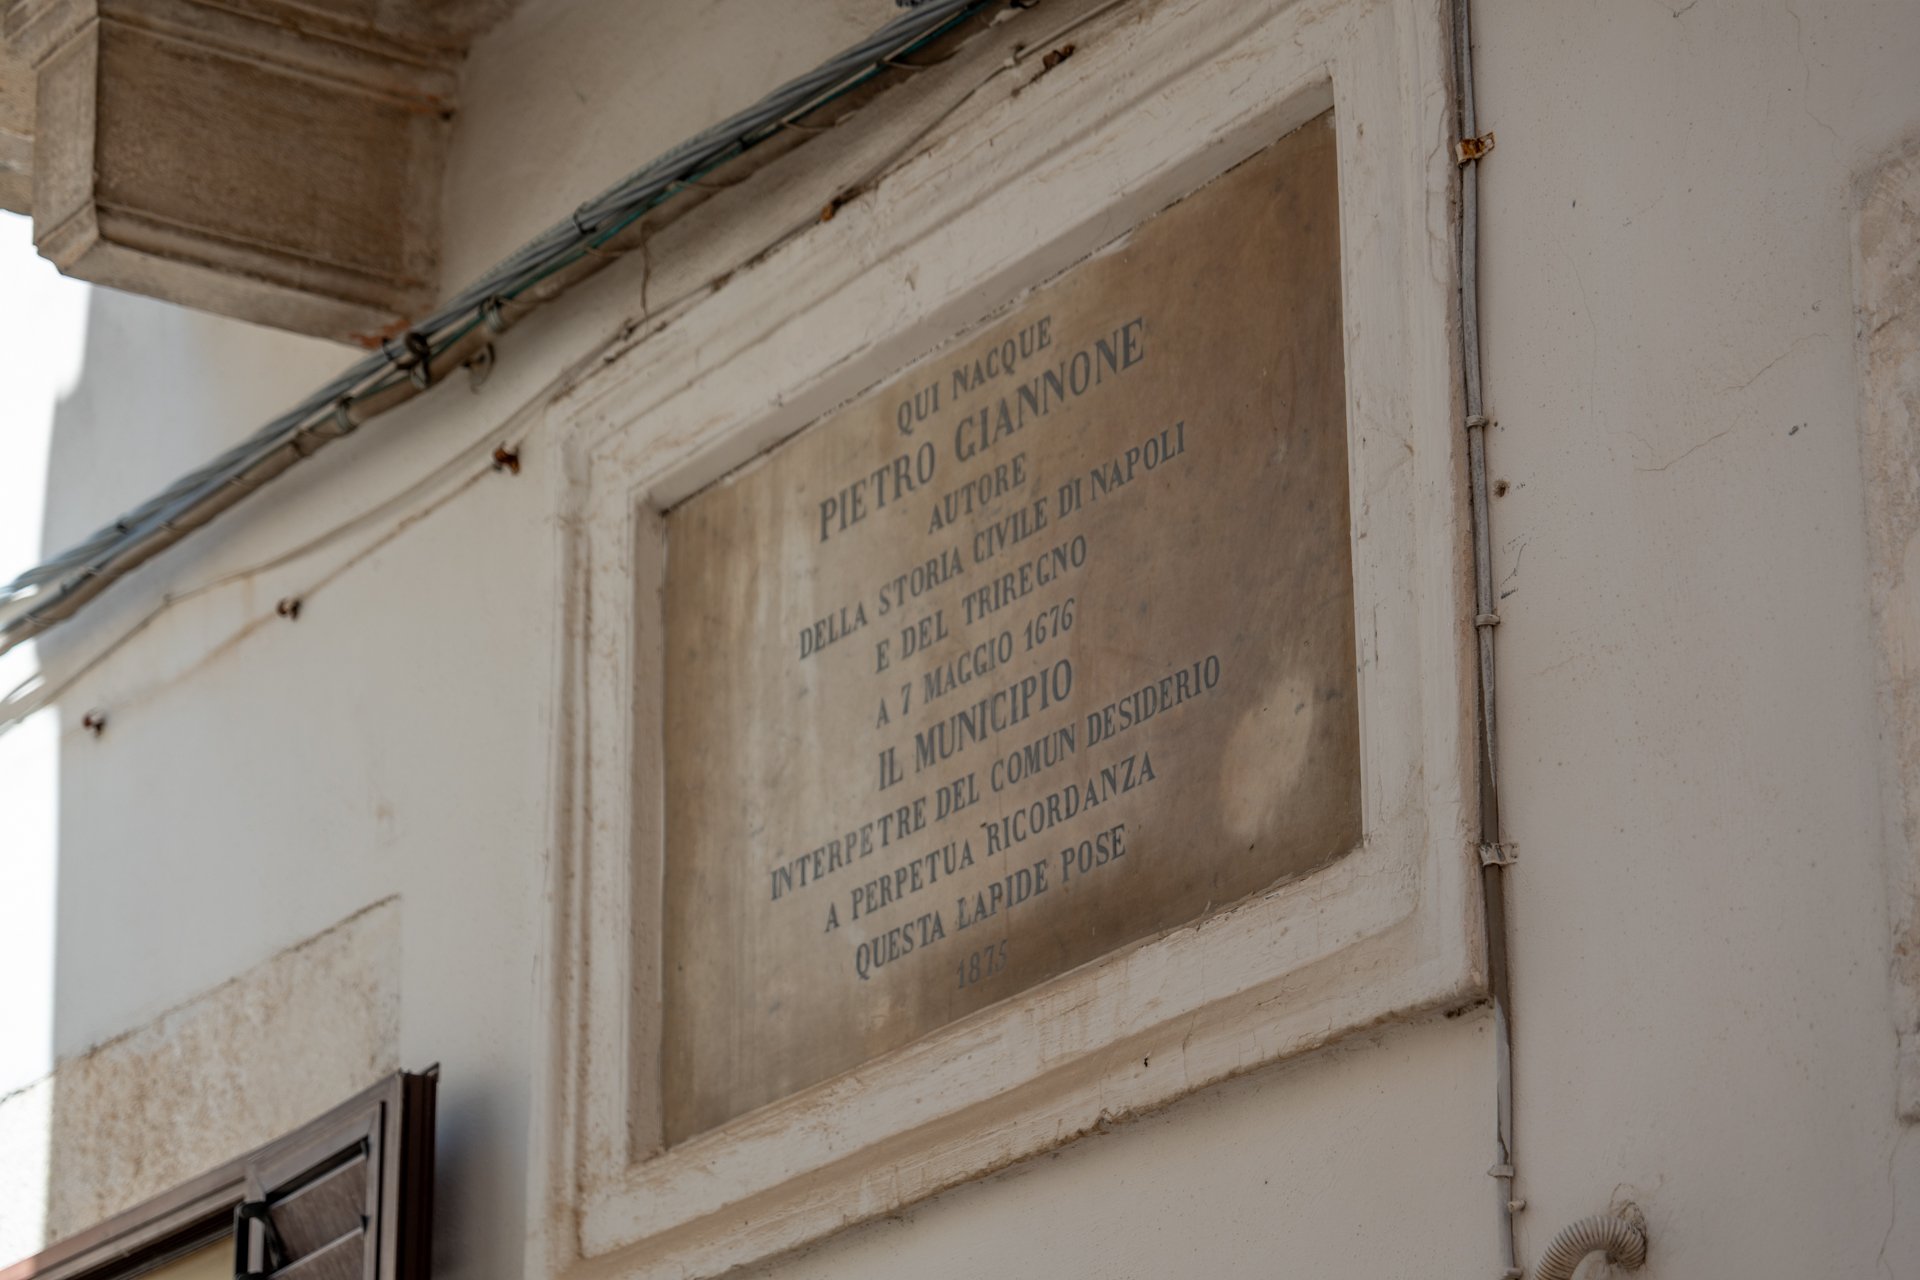 QUI NACQUE
PIETRO GIANNONE
AUTORE
DELLA STORIA CIVILE DI NAPOLI
E DEL TRIREGNO
A 7 MAGGIO 1676
IL MUNICIPIO
INTERPETRE DEL COMUN DESIDERIO
A PERPETUA RICORDANZA
QUESTA LAPIDE POSE
1875